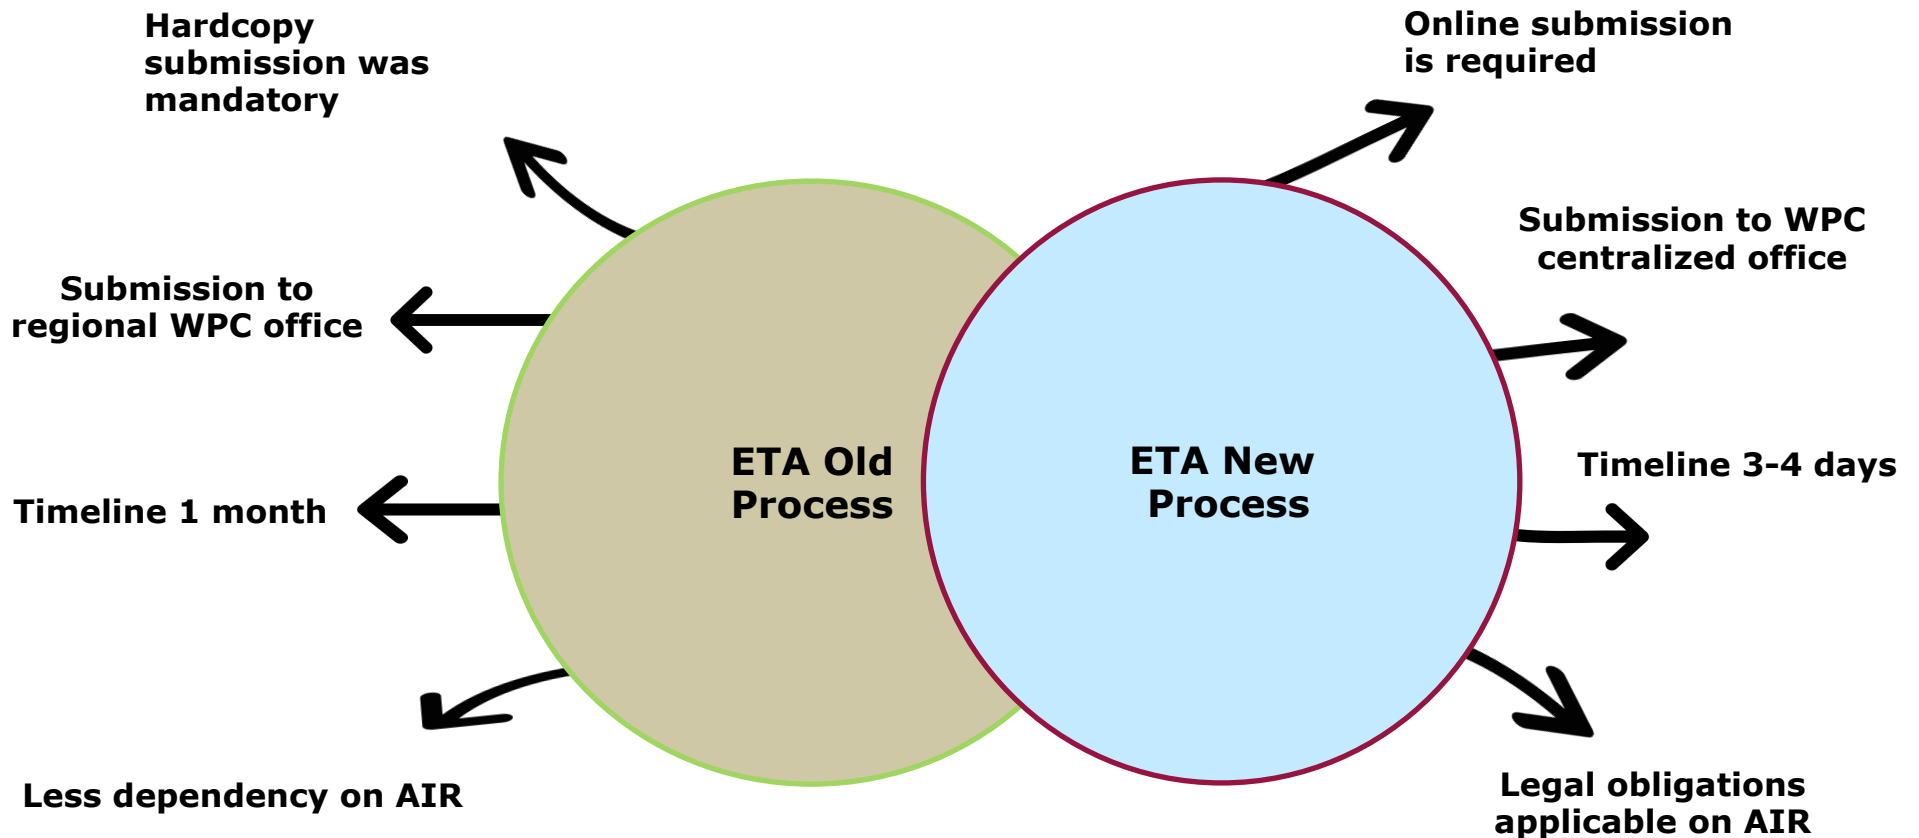 Hardcopy
submission was
mandatory
Submission to
regional WPC office
Timeline 1 month
Less dependency on AIR
ETA Old
Process
ETA New
Process
Online submission
is required
Submission to WPC
centralized office
Timeline 3-4 days
Legal obligations
applicable on AIR